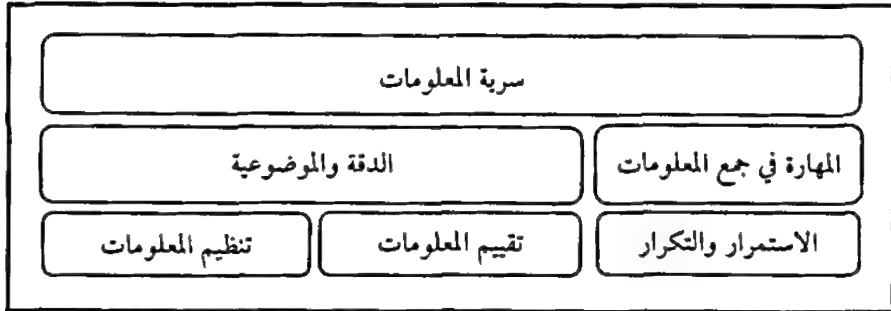 سرية المعلومات
المهارة في جمع المعلومات
الدقة والموضوعية
الاستمرار والتكرار
تقييم المعلومات
تنظيم المعلومات